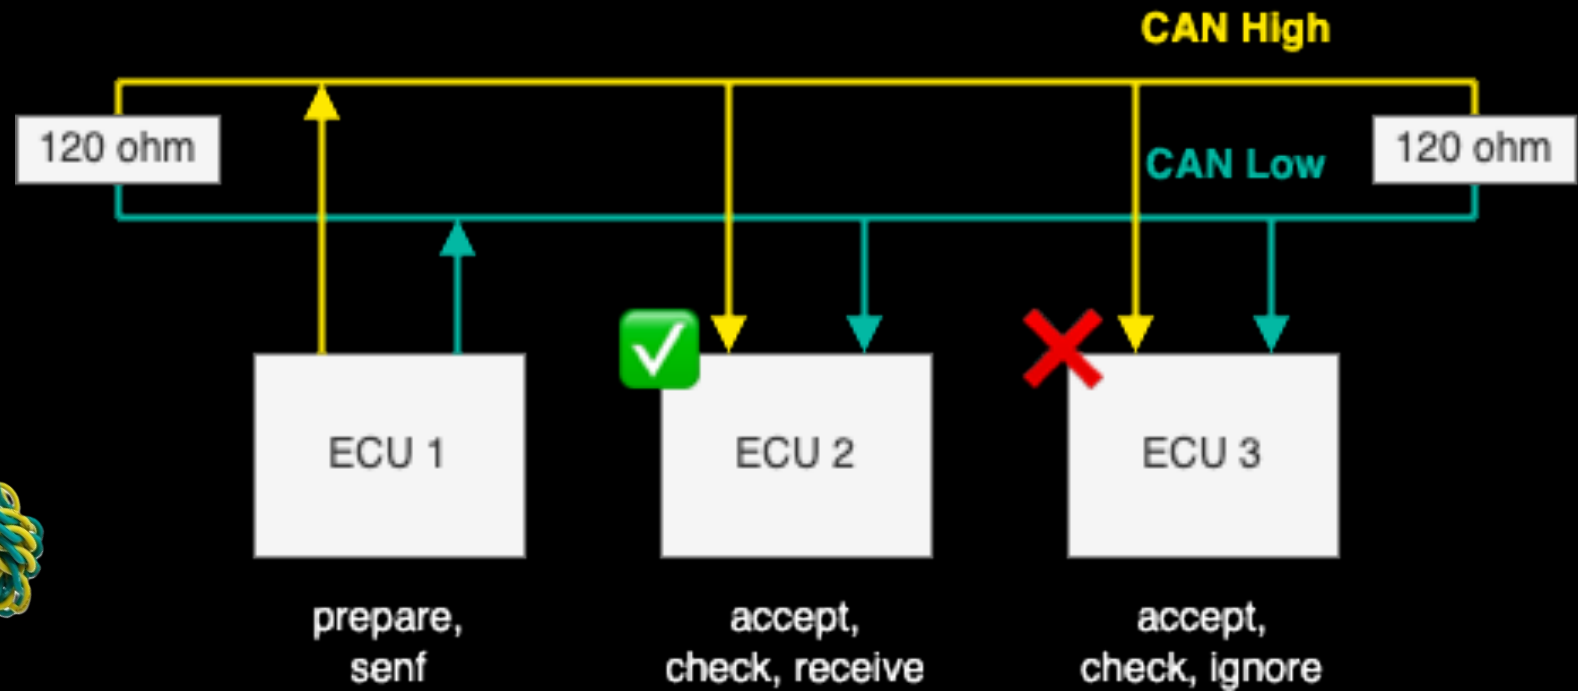 CAN High
120 ohm
CAN Low
120 ohm
ECU 1
ECU 2
ECU 3
prepare,
senf
accept,
check, receive
accept,
check, ignore